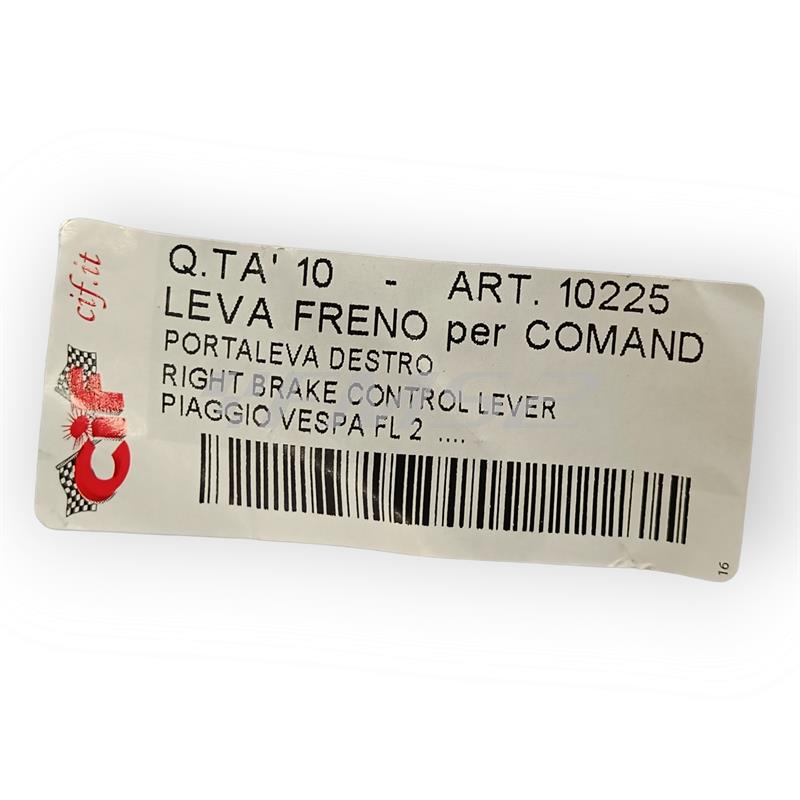 Q.TA' 10 - ART. 10225
LEVA FRENO per COMAND
PORTALEVA DESTRO
RIGHT BRAKE CONTROL LEVER
PIAGGIO VESPA FL 2 ....
cif.it
CiF
16